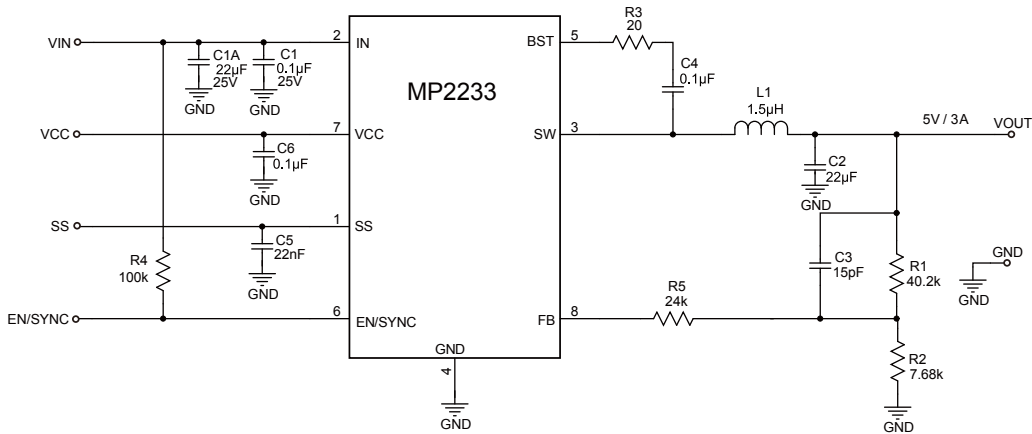 VIN
C1A
22µF
25V
GND
C1
0.1µF
25V
GND
2
IN
MP2233
BST
5
R3
20
C4
0.1µF
VCC
C6
0.1µF
GND
7
VCC
SW
3
L1
1.5µH
5V / 3A
VOUT
C2
22µF
GND
SS
C5
22nF
GND
1
SS
R4
100k
C3
15pF
R1
40.2k
GND
GND
EN/SYNC
6
EN/SYNC
FB
8
R5
24k
GND
4
GND
R2
7.68k
GND